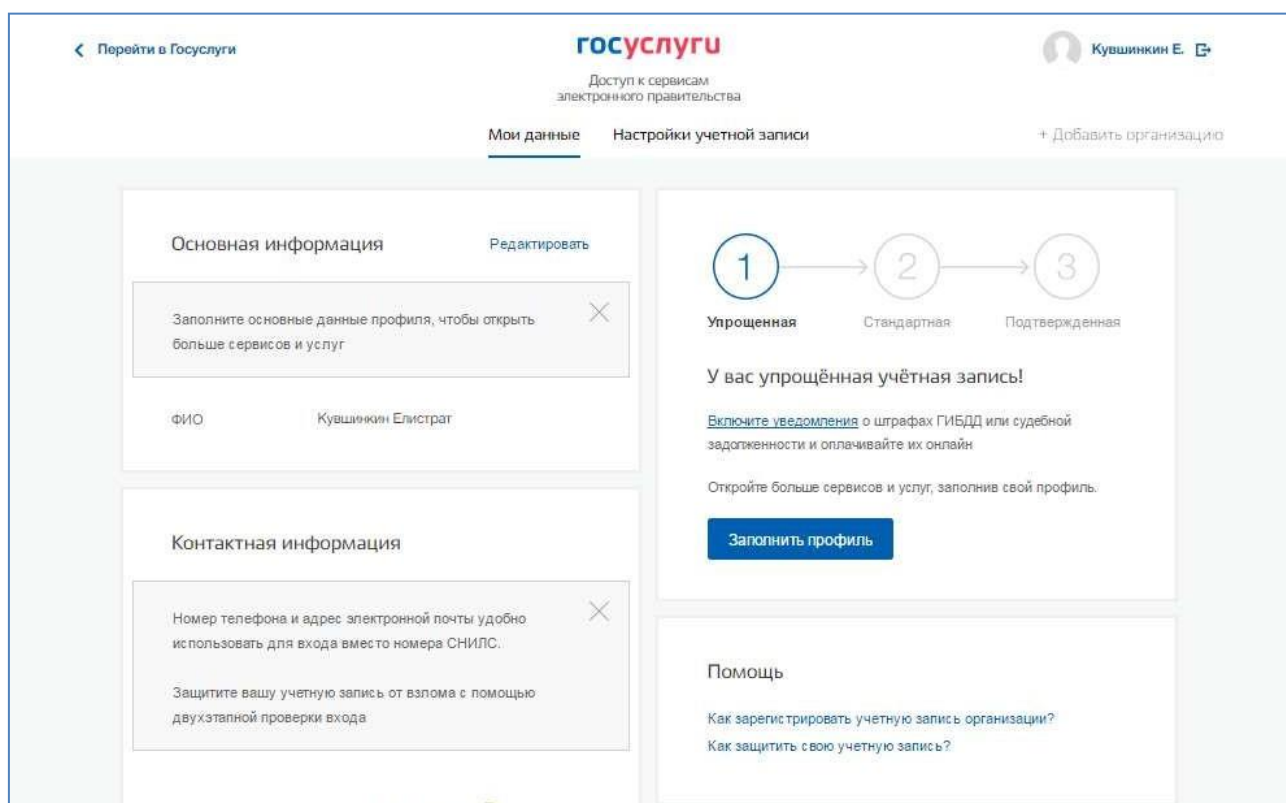 Перейти в Госуслуги
госуслуги
Кувшинкин Е.
Доступ к сервисам
электронного правительства
Мои данные
Настройки учетной записи
+ Добавить организацию
Основная информация
Редактировать
Заполните основные данные профиля, чтобы открыть
больше сервисов и услуг
ФИО
Кувшинкин Елистрат
Контактная информация
Номер телефона и адрес электронной почты удобно
использовать для входа вместо номера СНИЛС.
Защитите вашу учетную запись от взлома с помощью
двухэтапной проверки входа
1
2
3
Упрощенная
Стандартная
Подтвержденная
У вас упрощённая учётная запись!
Включите уведомления о штрафах ГИБДД или судебной
задолженности и оплачивайте их онлайн
Откройте больше сервисов и услуг, заполнив свой профиль.
Заполнить профиль
Помощь
Как зарегистрировать учетную запись организации?
Как защитить свою учетную запись?